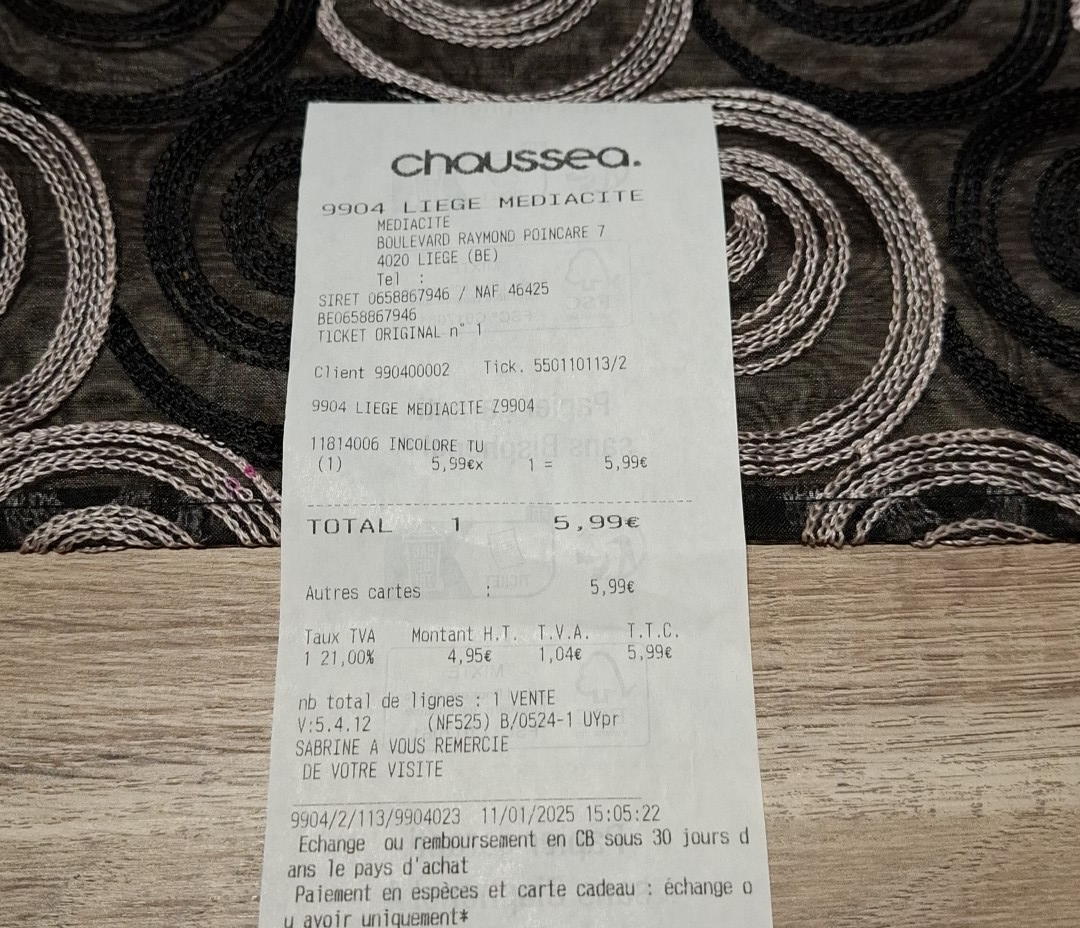 chaussea.
9904 LIEGE MEDIACITE
MEDIACITE
BOULEVARD RAYMOND POINCARE 7
4020 LIEGE (BE)
Tel :
SIRET 0658867946 / NAF 46425
BE0658867946
TICKET ORIGINAL n° 1
Client 990400002 Tick. 550110113/2
9904 LIEGE MEDIACITE Z9904
11814006 INCOLORE TU
(1) 5,99€x 1 = 5,99€
TOTAL 1 5,99€
Autres cartes : 5,99€
Taux TVA Montant H.T. T.V.A. T.T.C.
1 21,00% 4,95€ 1,04€ 5,99€
nb total de lignes : 1 VENTE
V:5.4.12 (NF525) B/0524-1 UYpr
SABRINE A VOUS REMERCIE
DE VOTRE VISITE
9904/2/113/9904023 11/01/2025 15:05:22
Echange ou remboursement en CB sous 30 jours d
ans le pays d'achat
Paiement en espèces et carte cadeau : échange o
u avoir uniquement*